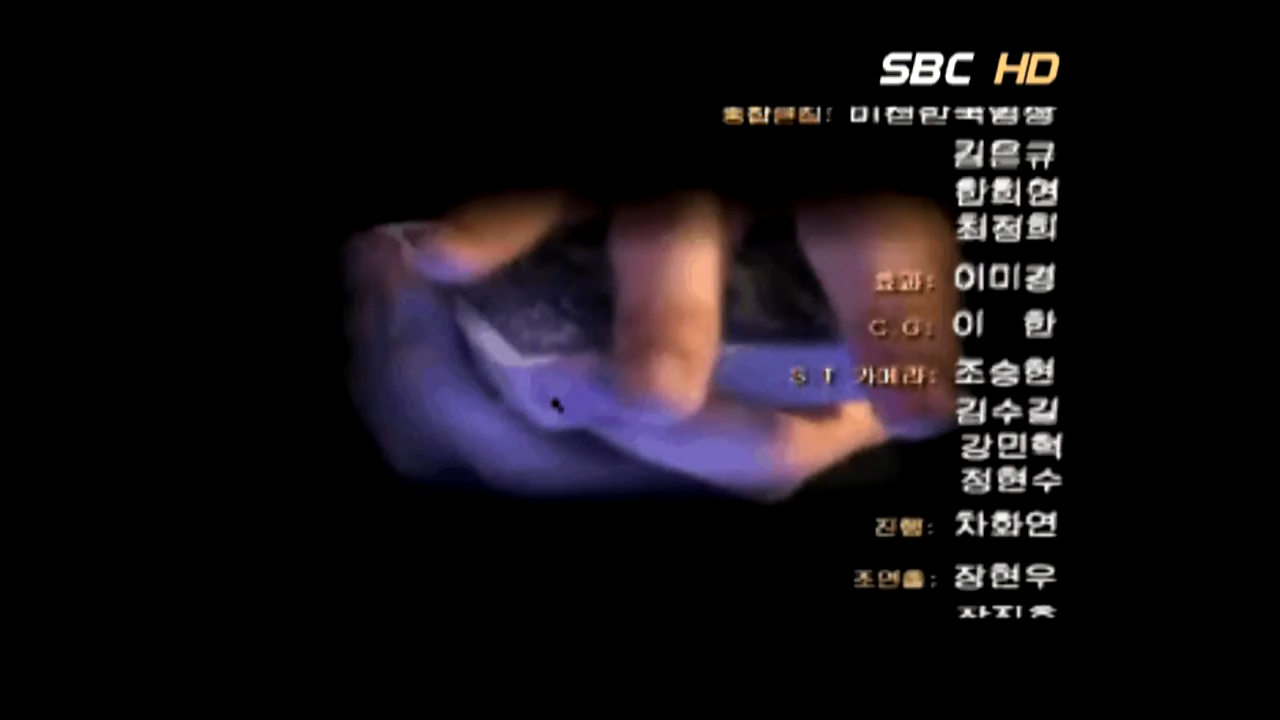 SBC HD
김은규
한희연
최정희
효과: 이미경
C.G: 이 한
S T 카메라: 조승현
김수길
강민혁
정현수
진행: 차화연
조연출: 장현우